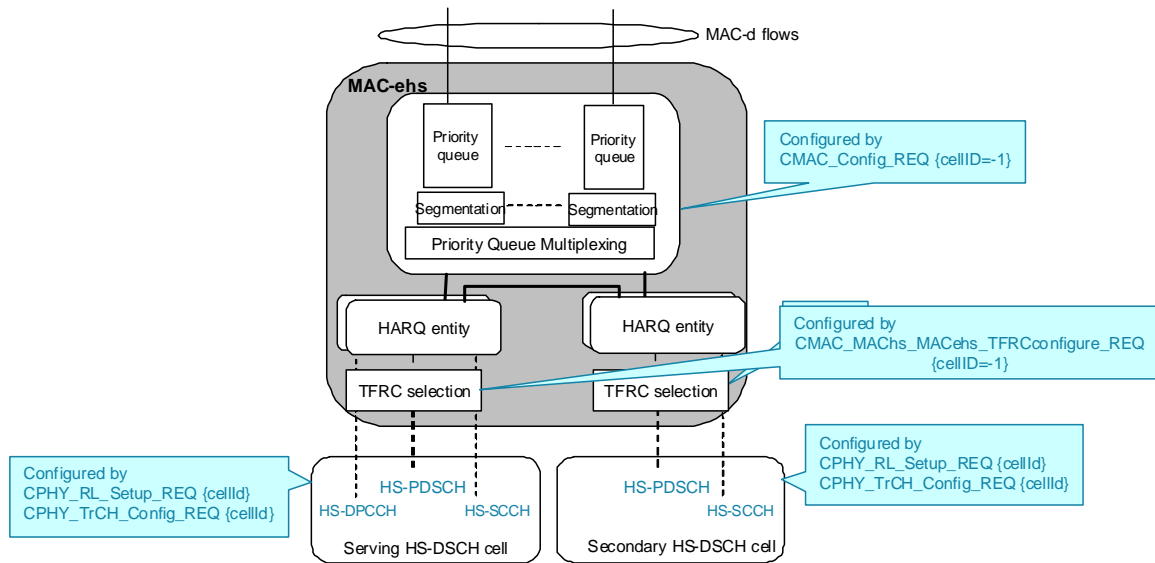 MAC-d flows
MAC-ehs
Priority
queue
Priority
queue
Configured by
CMAC_Config_REQ {cellID=-1}
Segmentation
Segmentation
Priority Queue Multiplexing
HARQ entity
HARQ entity
Configured by
CMAC_MAChs_MACehs_TFRCconfigure_REQ
{cellID=-1}
TFRC selection
TFRC selection
Configured by
CPHY_RL_Setup_REQ {cellId}
CPHY_TrCH_Config_REQ {cellId}
Configured by
CPHY_RL_Setup_REQ {cellId}
CPHY_TrCH_Config_REQ {cellId}
HS-PDSCH
HS-DPCCH
HS-SCCH
Serving HS-DSCH cell
HS-PDSCH
HS-SCCH
Secondary HS-DSCH cell